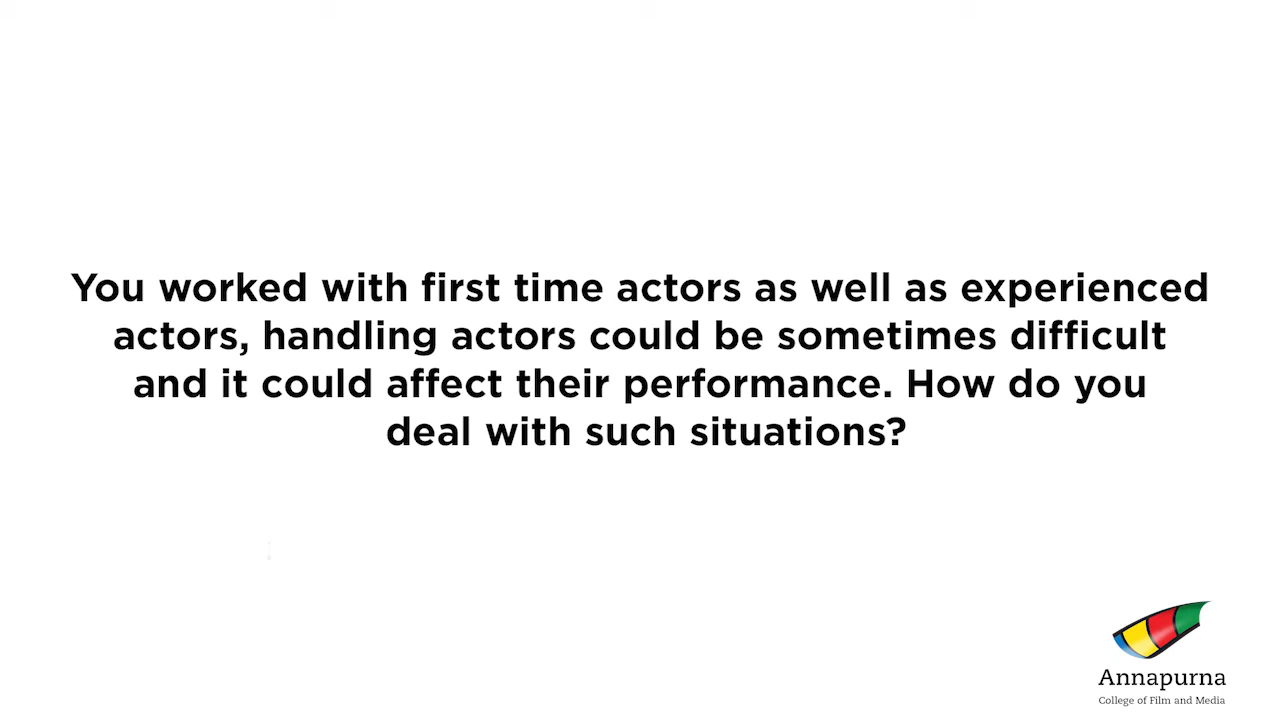 You worked with first time actors as well as experienced
actors, handling actors could be sometimes difficult
and it could affect their performance. How do you
deal with such situations?
Annapurna
College of Film and Media